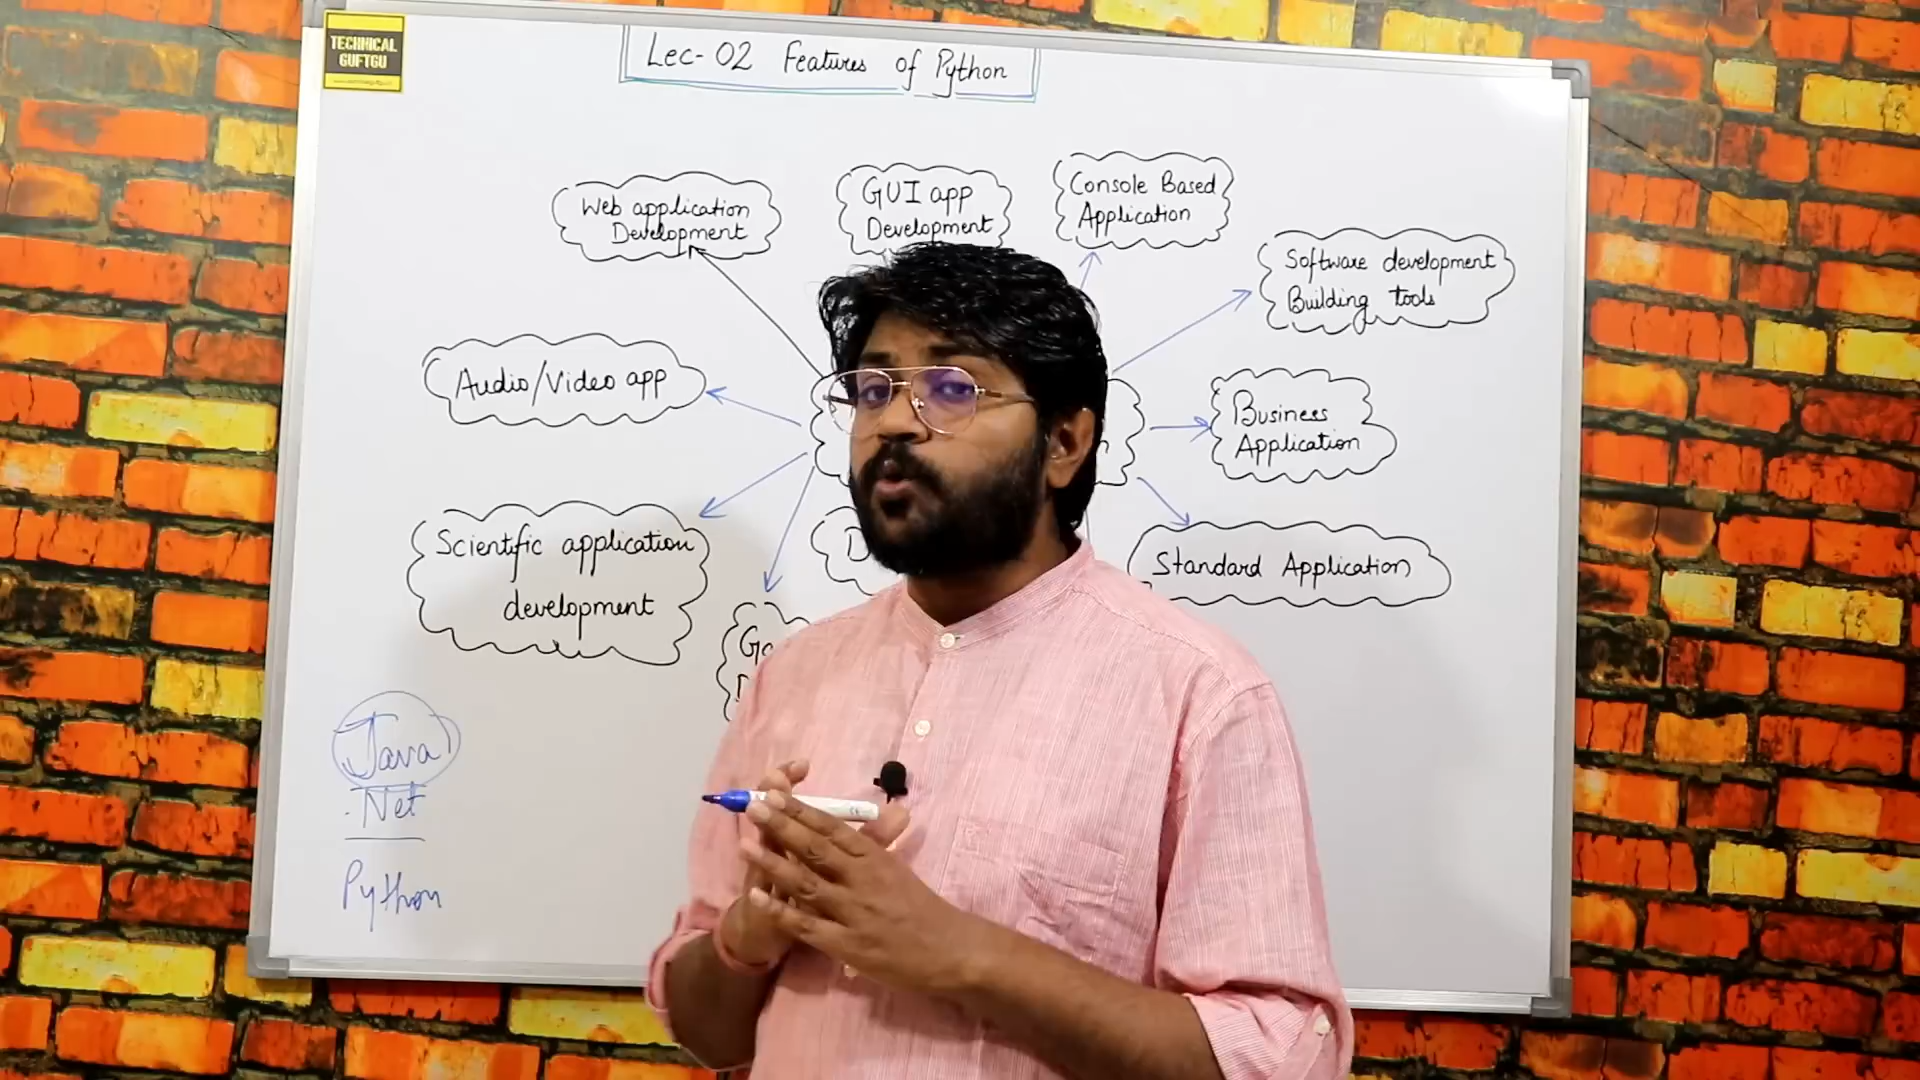 TECHNICAL
GUFTGU
Lec-02 Features of Python
Web application
Development
GUI app
Development
Console Based
Application
Software development
Building tools
Audio/Video app
Business
Application
Scientific application
development
Standard Application
Java
.Net
Python